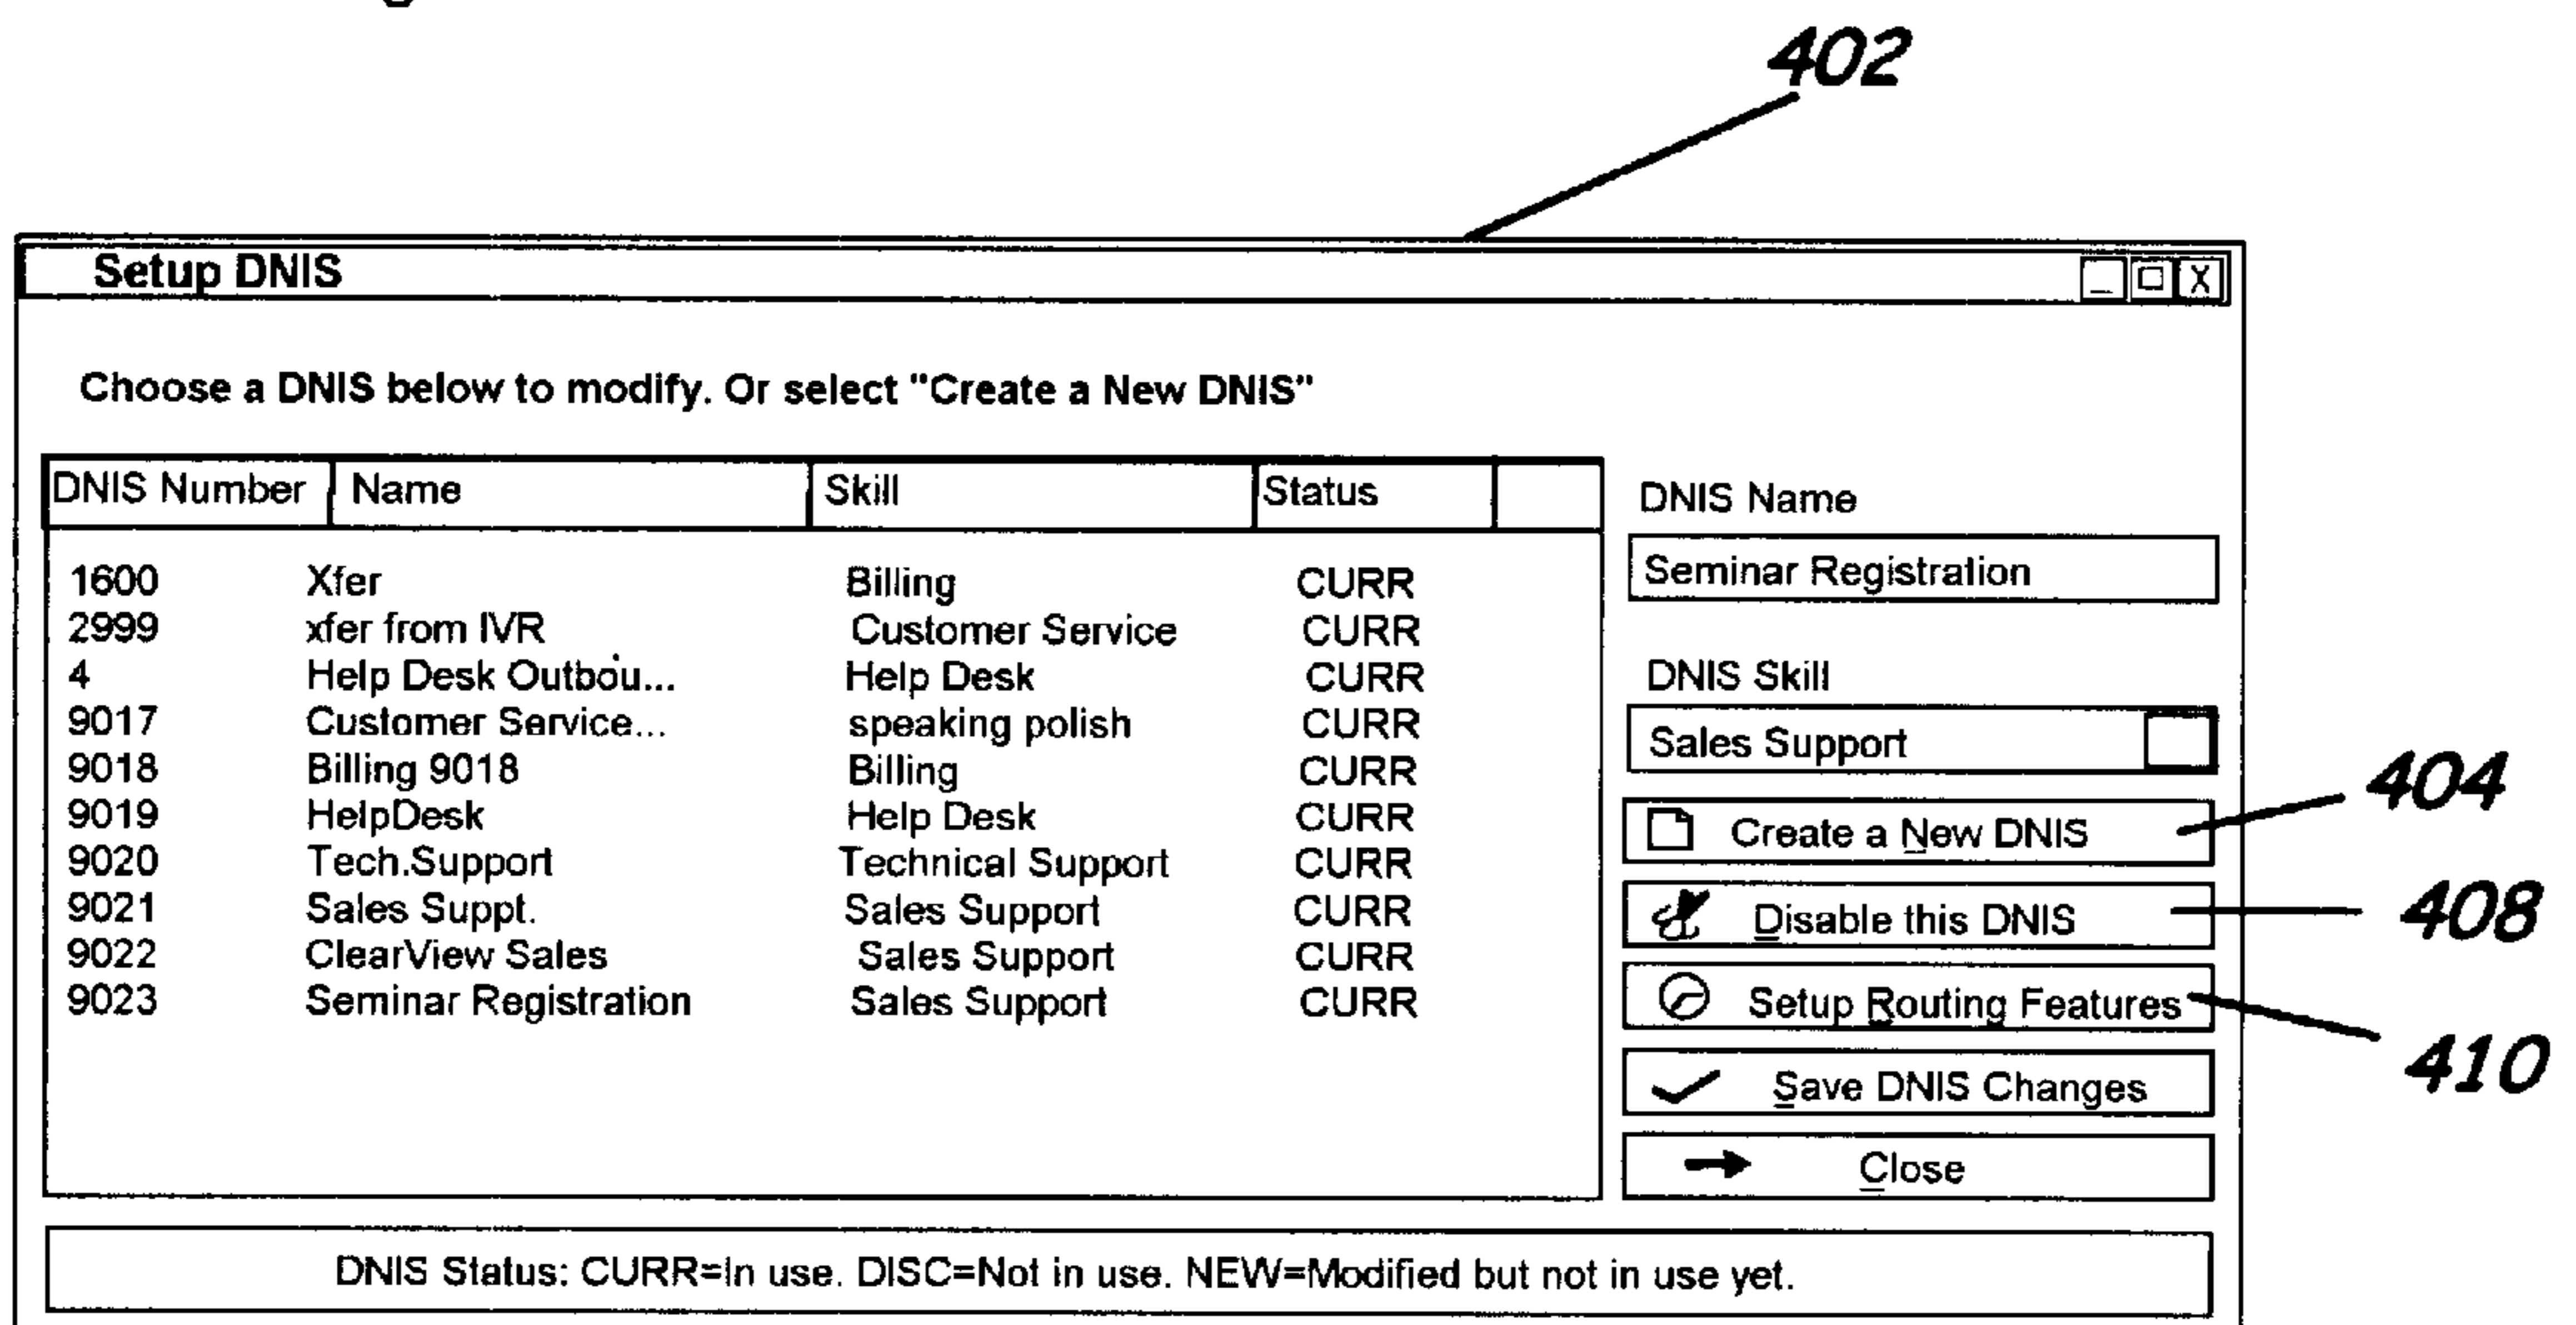 402
Setup DNIS
Choose a DNIS below to modify. Or select "Create a New DNIS"
DNIS Number Name Skill Status
1600 Xfer Billing CURR
2999 xfer from IVR Customer Service CURR
4 Help Desk Outbou... Help Desk CURR
9017 Customer Service... speaking polish CURR
9018 Billing 9018 Billing CURR
9019 HelpDesk Help Desk CURR
9020 Tech.Support Technical Support CURR
9021 Sales Suppt. Sales Support CURR
9022 ClearView Sales Sales Support CURR
9023 Seminar Registration Sales Support CURR
DNIS Name
Seminar Registration
DNIS Skill
Sales Support
Create a New DNIS 404
Disable this DNIS 408
Setup Routing Features 410
Save DNIS Changes
Close
DNIS Status: CURR=In use. DISC=Not in use. NEW=Modified but not in use yet.